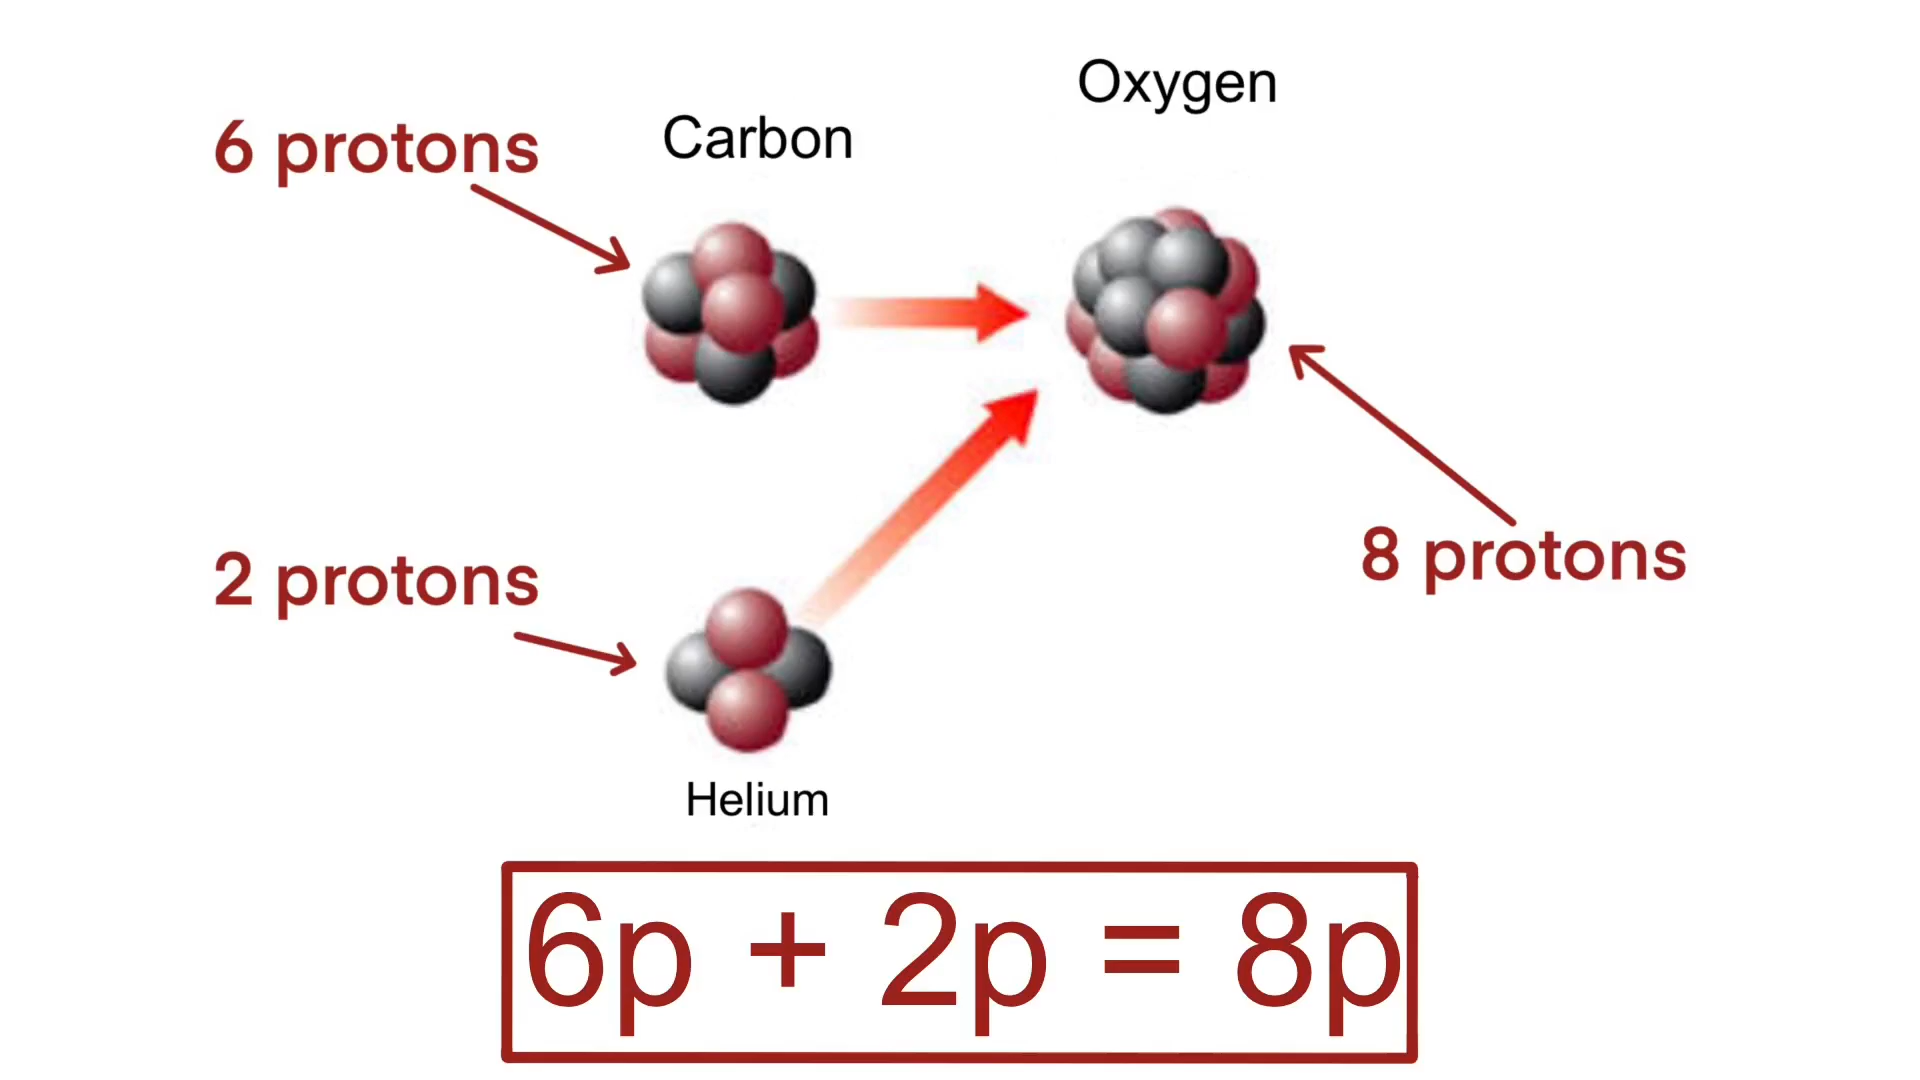 Oxygen
Carbon
6 protons
2 protons
8 protons
Helium
6p + 2p = 8p